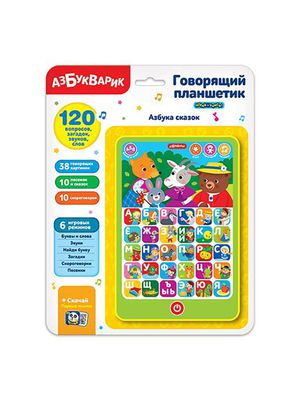 АЗБУКВАРИК
Говорящий
планшетик
Азбука сказок
120
вопросов,
загадок,
звуков,
слов
38 говорящих
картинок
10 песенок
и сказок
10 скороговорок
6 игровых
режимов
Буквы и слова
Звуки
Найди букву
Загадки
Скороговорки
Песенки
+ Скачай